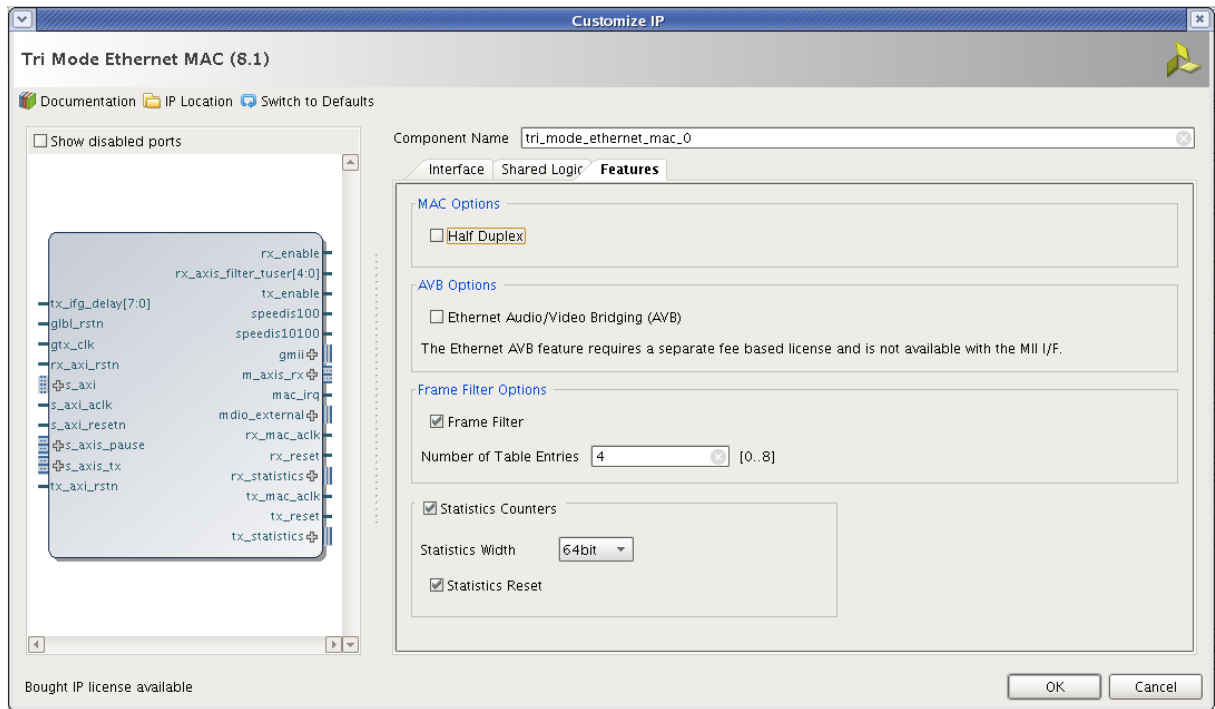 Customize IP
Tri Mode Ethernet MAC (8.1)
Documentation IP Location Switch to Defaults
Show disabled ports
rx_enable
rx_axis_filter_tuser[4:0]
tx_enable
tx_ifg_delay[7:0]
speedis100
glbl_rstn
speedis10100
gtx_clk
gmii
rx_axi_rstn
m_axis_rx
s_axi
mac_irq
s_axi_aclk
mdio_external
s_axi_resetn
rx_mac_aclk
s_axis_pause
rx_reset
s_axis_tx
rx_statistics
tx_axi_rstn
tx_mac_aclk
tx_reset
tx_statistics
Component Name tri_mode_ethernet_mac_0
Interface Shared Logic Features
MAC Options
Half Duplex
AVB Options
Ethernet Audio/Video Bridging (AVB)
The Ethernet AVB feature requires a separate fee based license and is not available with the MII I/F.
Frame Filter Options
Frame Filter
Number of Table Entries 4 [0..8]
Statistics Counters
Statistics Width 64bit
Statistics Reset
Bought IP license available
OK Cancel